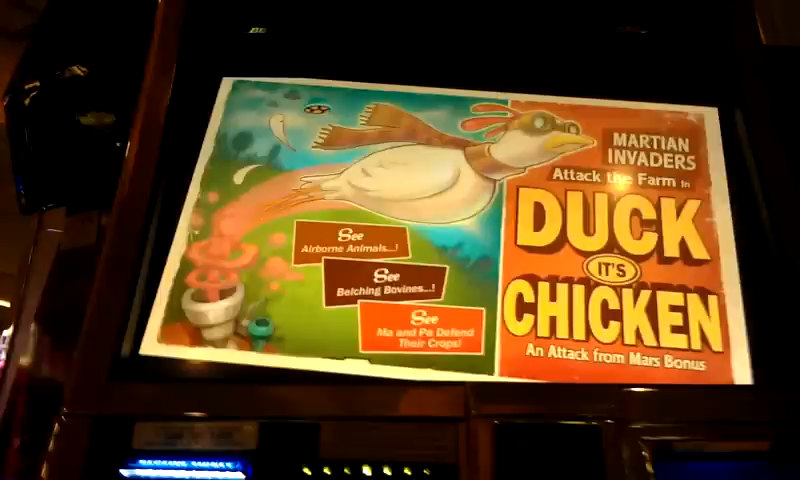 MARTIAN
INVADERS
Attack the Farm In
DUCK
IT'S
CHICKEN
An Attack from Mars Bonus
See
Airborne Animals...!
See
Belching Bovines...!
See
Ma and Pa Defend
Their Crops!